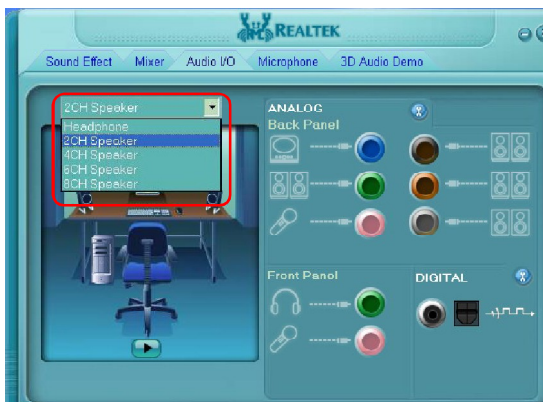 REALTEK
Sound Effect Mixer Audio I/O Microphone 3D Audio Demo
2CH Speaker
Headphone
2CH Speaker
4CH Speaker
6CH Speaker
8CH Speaker
ANALOG
Back Panel
Front Panel
DIGITAL